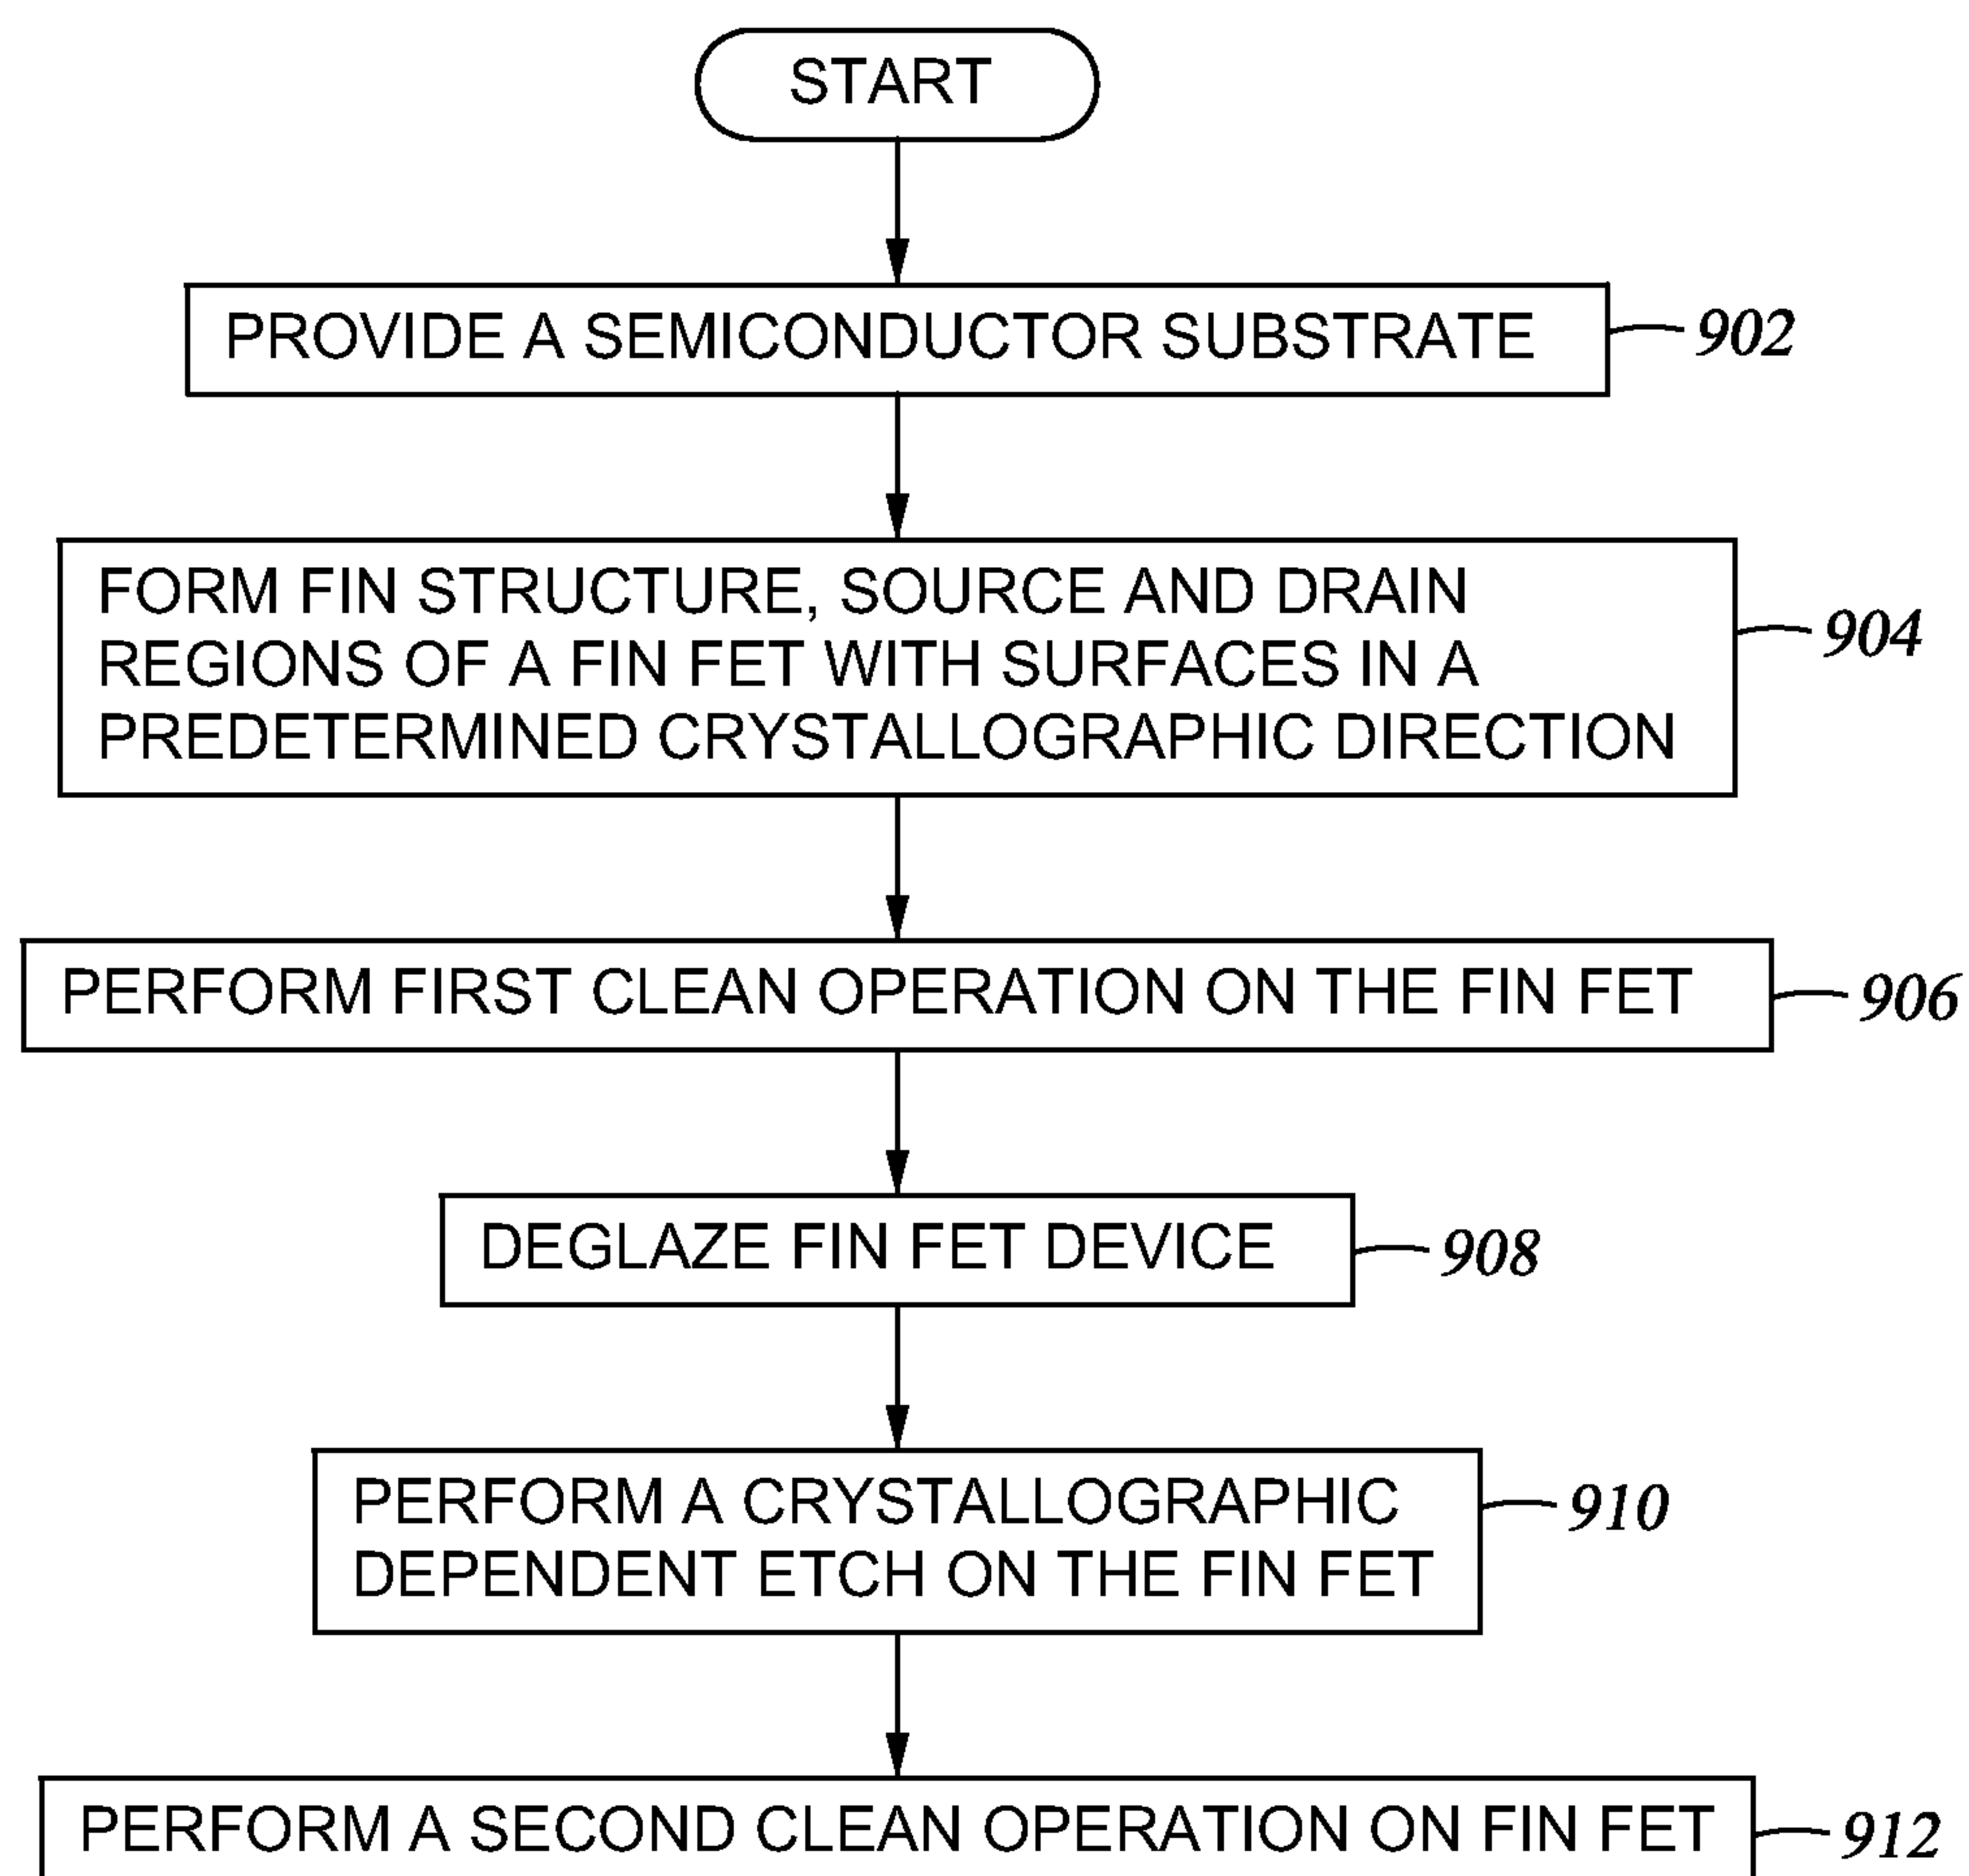 START
PROVIDE A SEMICONDUCTOR SUBSTRATE
902
FORM FIN STRUCTURE, SOURCE AND DRAIN
REGIONS OF A FIN FET WITH SURFACES IN A
PREDETERMINED CRYSTALLOGRAPHIC DIRECTION
904
PERFORM FIRST CLEAN OPERATION ON THE FIN FET
906
DEGLAZE FIN FET DEVICE
908
PERFORM A CRYSTALLOGRAPHIC
DEPENDENT ETCH ON THE FIN FET
910
PERFORM A SECOND CLEAN OPERATION ON FIN FET
912